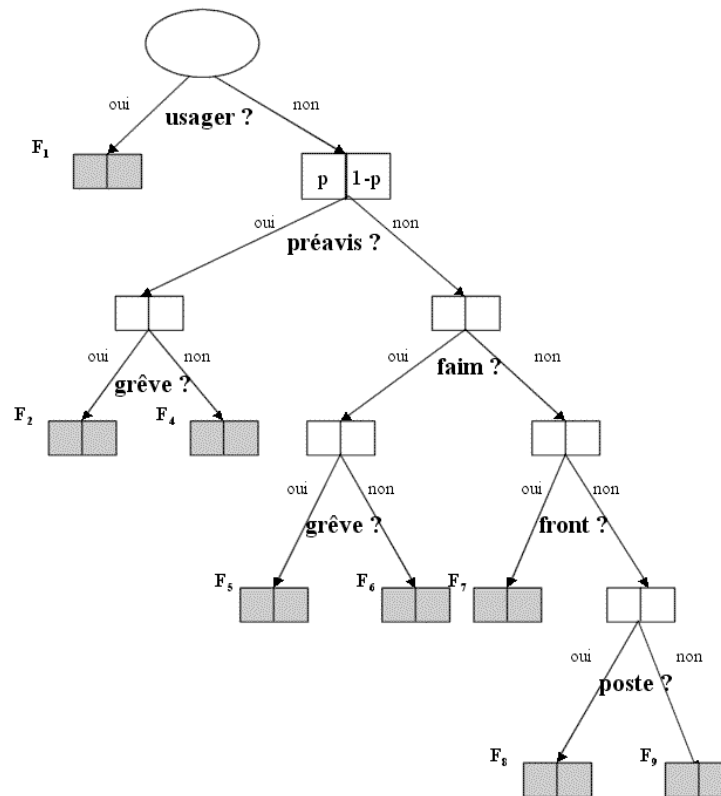 oui
non
usager ?
F1
p
1-p
oui
non
préavis ?
oui
non
grêve ?
oui
non
faim ?
F2
F4
oui
non
grêve ?
oui
non
front ?
F5
F6
F7
oui
non
poste ?
F8
F9